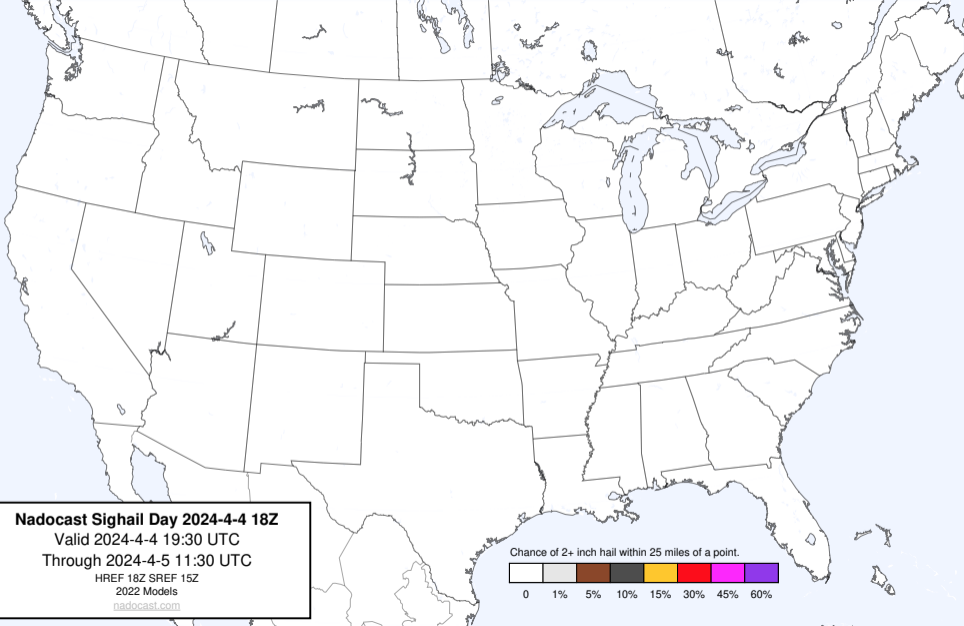 Nadocast Sighail Day 2024-4-4 18Z
Valid 2024-4-4 19:30 UTC
Through 2024-4-5 11:30 UTC
HREF 18Z SREF 15Z
2022 Models
nadocast.com
Chance of 2+ inch hail within 25 miles of a point.
0 1% 5% 10% 15% 30% 45% 60%